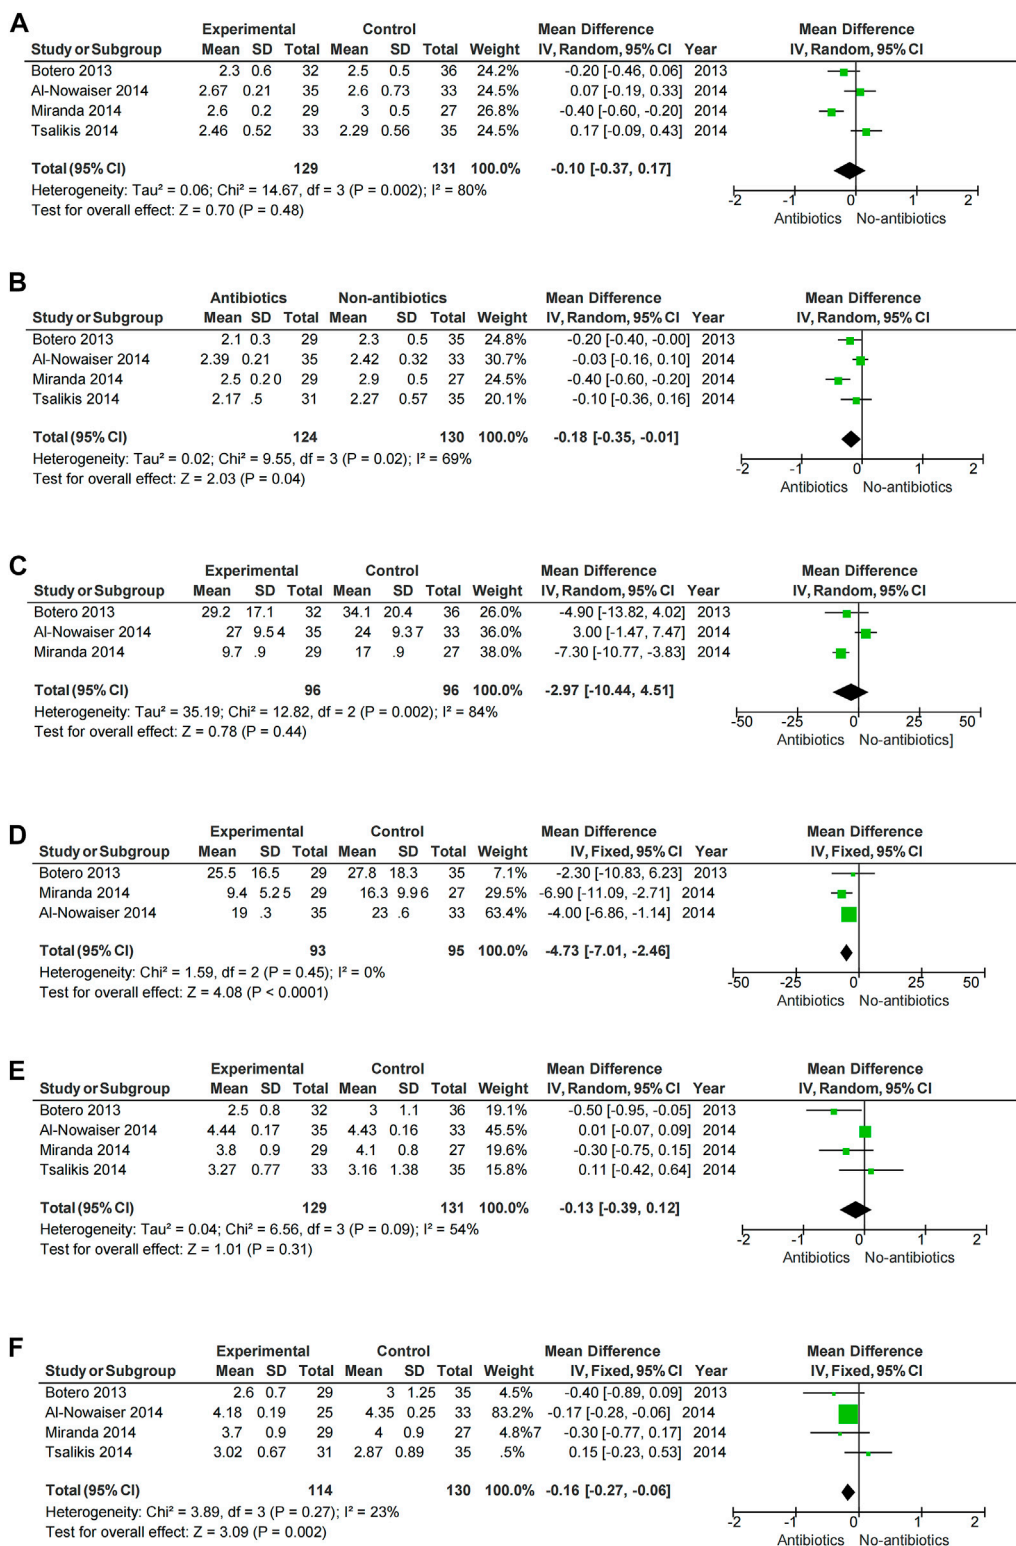 A
Experimental Control Mean Difference Mean Difference
Study or Subgroup Mean SD Total Mean SD Total Weight IV, Random, 95% CI Year IV, Random, 95% CI
Botero 2013 2.3 0.6 32 2.5 0.5 36 24.2% -0.20 [-0.46, 0.06] 2013
Al-Nowaiser 2014 2.67 0.21 35 2.6 0.73 33 24.5% 0.07 [-0.19, 0.33] 2014
Miranda 2014 2.6 0.2 29 3 0.5 27 26.8% -0.40 [-0.60, -0.20] 2014
Tsalikis 2014 2.46 0.52 33 2.29 0.56 35 24.5% 0.17 [-0.09, 0.43] 2014
Total (95% CI) 129 131 100.0% -0.10 [-0.37, 0.17]
Heterogeneity: Tau² = 0.06; Chi² = 14.67, df = 3 (P = 0.002); I² = 80%
Test for overall effect: Z = 0.70 (P = 0.48)
-2 -1 0 1 2
Antibiotics No-antibiotics
B
Antibiotics Non-antibiotics Mean Difference Mean Difference
Study or Subgroup Mean SD Total Mean SD Total Weight IV, Random, 95% CI Year IV, Random, 95% CI
Botero 2013 2.1 0.3 29 2.3 0.5 35 24.8% -0.20 [-0.40, -0.00] 2013
Al-Nowaiser 2014 2.39 0.21 35 2.42 0.32 33 30.7% -0.03 [-0.16, 0.10] 2014
Miranda 2014 2.5 0.2 0 29 2.9 0.5 27 24.5% -0.40 [-0.60, -0.20] 2014
Tsalikis 2014 2.17 .5 31 2.27 0.57 35 20.1% -0.10 [-0.36, 0.16] 2014
Total (95% CI) 124 130 100.0% -0.18 [-0.35, -0.01]
Heterogeneity: Tau² = 0.02; Chi² = 9.55, df = 3 (P = 0.02); I² = 69%
Test for overall effect: Z = 2.03 (P = 0.04)
-2 -1 0 1 2
Antibiotics No-antibiotics
C
Experimental Control Mean Difference Mean Difference
Study or Subgroup Mean SD Total Mean SD Total Weight IV, Random, 95% CI Year IV, Random, 95% CI
Botero 2013 29.2 17.1 32 34.1 20.4 36 26.0% -4.90 [-13.82, 4.02] 2013
Al-Nowaiser 2014 27 9.5 4 35 24 9.3 7 33 36.0% 3.00 [-1.47, 7.47] 2014
Miranda 2014 9.7 .9 29 17 .9 27 38.0% -7.30 [-10.77, -3.83] 2014
Total (95% CI) 96 96 100.0% -2.97 [-10.44, 4.51]
Heterogeneity: Tau² = 35.19; Chi² = 12.82, df = 2 (P = 0.002); I² = 84%
Test for overall effect: Z = 0.78 (P = 0.44)
-50 -25 0 25 50
Antibiotics No-antibiotics]
D
Experimental Control Mean Difference Mean Difference
Study or Subgroup Mean SD Total Mean SD Total Weight IV, Fixed, 95% CI Year IV, Fixed, 95% CI
Botero 2013 25.5 16.5 29 27.8 18.3 35 7.1% -2.30 [-10.83, 6.23] 2013
Miranda 2014 9.4 5.2 5 29 16.3 9.9 6 27 29.5% -6.90 [-11.09, -2.71] 2014
Al-Nowaiser 2014 19 .3 35 23 .6 33 63.4% -4.00 [-6.86, -1.14] 2014
Total (95% CI) 93 95 100.0% -4.73 [-7.01, -2.46]
Heterogeneity: Chi² = 1.59, df = 2 (P = 0.45); I² = 0%
Test for overall effect: Z = 4.08 (P < 0.0001)
-50 -25 0 25 50
Antibiotics No-antibiotics
E
Experimental Control Mean Difference Mean Difference
Study or Subgroup Mean SD Total Mean SD Total Weight IV, Random, 95% CI Year IV, Random, 95% CI
Botero 2013 2.5 0.8 32 3 1.1 36 19.1% -0.50 [-0.95, -0.05] 2013
Al-Nowaiser 2014 4.44 0.17 35 4.43 0.16 33 45.5% 0.01 [-0.07, 0.09] 2014
Miranda 2014 3.8 0.9 29 4.1 0.8 27 19.6% -0.30 [-0.75, 0.15] 2014
Tsalikis 2014 3.27 0.77 33 3.16 1.38 35 15.8% 0.11 [-0.42, 0.64] 2014
Total (95% CI) 129 131 100.0% -0.13 [-0.39, 0.12]
Heterogeneity: Tau² = 0.04; Chi² = 6.56, df = 3 (P = 0.09); I² = 54%
Test for overall effect: Z = 1.01 (P = 0.31)
-2 -1 0 1 2
Antibiotics No-antibiotics
F
Experimental Control Mean Difference Mean Difference
Study or Subgroup Mean SD Total Mean SD Total Weight IV, Fixed, 95% CI Year IV, Fixed, 95% CI
Botero 2013 2.6 0.7 29 3 1.25 35 4.5% -0.40 [-0.89, 0.09] 2013
Al-Nowaiser 2014 4.18 0.19 25 4.35 0.25 33 83.2% -0.17 [-0.28, -0.06] 2014
Miranda 2014 3.7 0.9 29 4 0.9 27 4.8%7 -0.30 [-0.77, 0.17] 2014
Tsalikis 2014 3.02 0.67 31 2.87 0.89 35 .5% 0.15 [-0.23, 0.53] 2014
Total (95% CI) 114 130 100.0% -0.16 [-0.27, -0.06]
Heterogeneity: Chi² = 3.89, df = 3 (P = 0.27); I² = 23%
Test for overall effect: Z = 3.09 (P = 0.002)
-2 -1 0 1 2
Antibiotics No-antibiotics